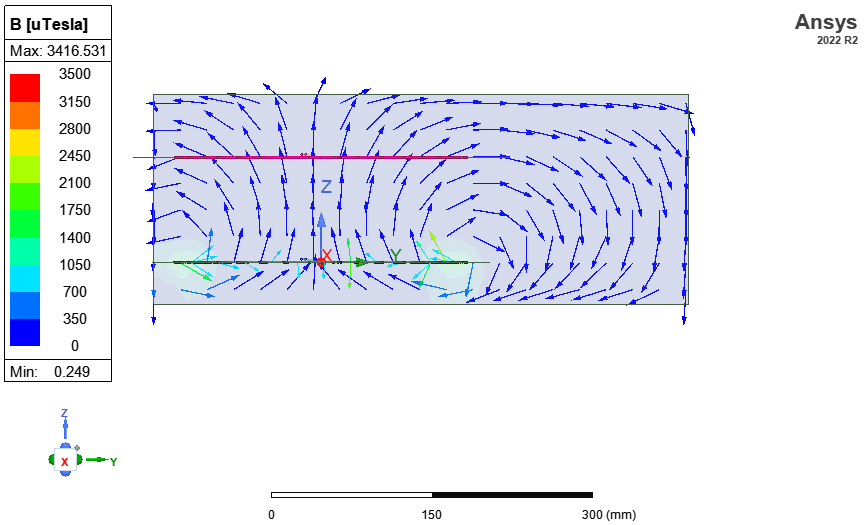 B [uTesla]
Max: 3416.531
3500
3150
2800
2450
2100
1750
1400
1050
700
350
0
Min: 0.249
Ansys
2022 R2
Z
X
Y
Z
X
Y
0
150
300 (mm)